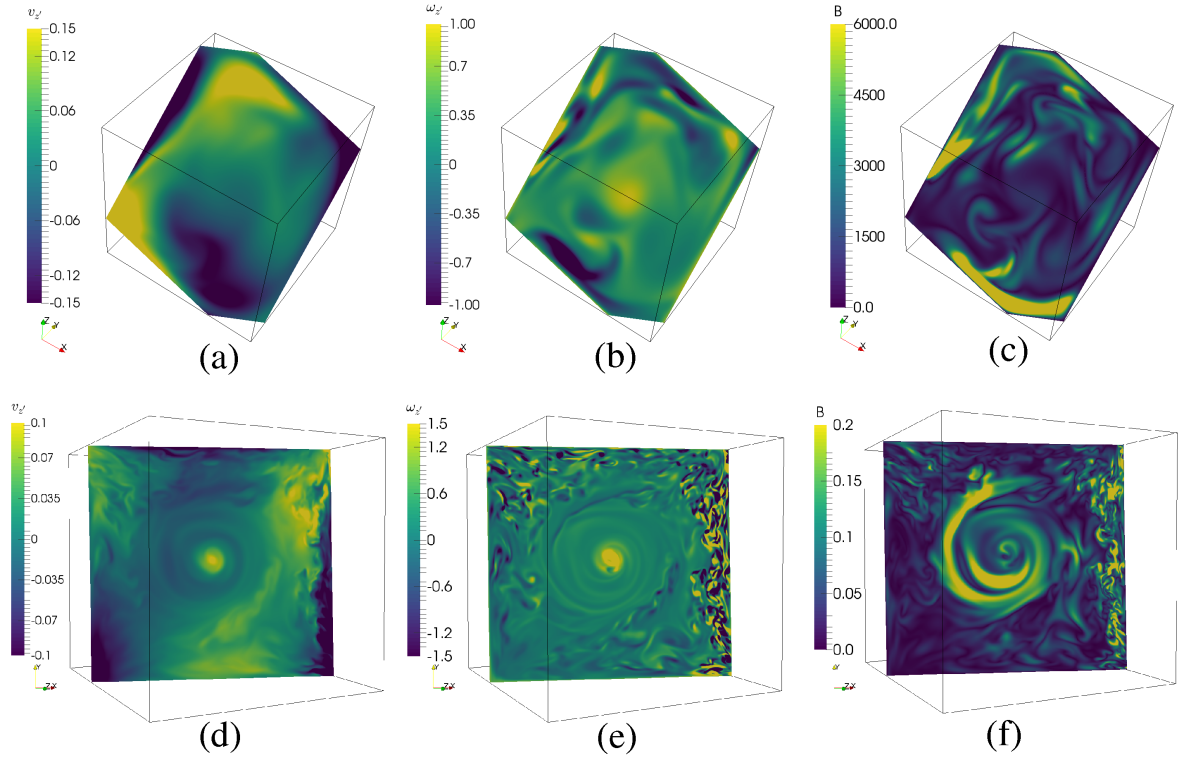 v_z'
0.15
0.12
0.04
0
-0.06
-0.12
-0.15
Z
Y
X
(a)
ω_z'
1.00
0.7
0.35
0
-0.35
-0.7
-1.00
Z
Y
X
(b)
B
6000.0
4500
3000
1500
0.0
Z
Y
X
(c)
v_z'
0.1
0.07
0.035
0
-0.035
-0.07
-0.1
Y
Z
X
(d)
ω_z'
1.5
1.2
0.6
0
-0.6
-1.2
-1.5
Y
Z
X
(e)
B
0.2
0.15
0.1
0.05
0.0
Y
Z
X
(f)